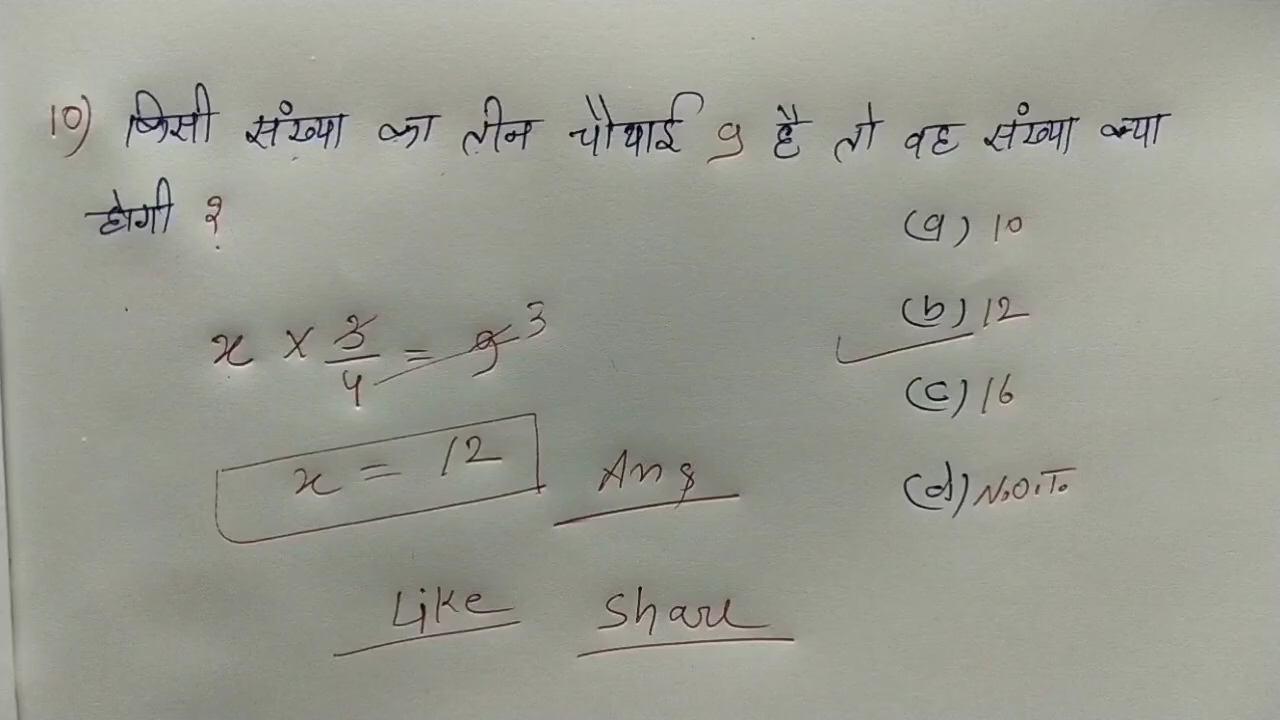 10) किसी संख्या का तीन चौथाई 9 है तो वह संख्या क्या
होगी ?
(a) 10
(b) 12
(c) 16
(d) N.O.T.
x × 3/4 = 9 3
x = 12 Ans
Like Share